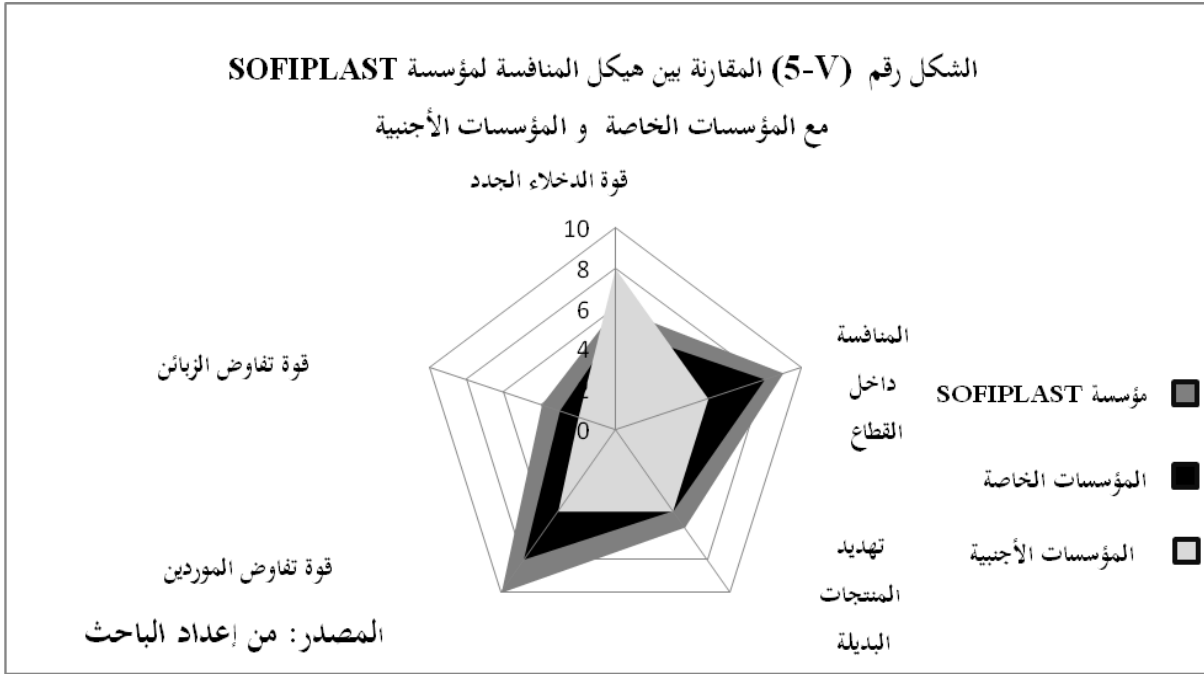 الشكل رقم (V-5) المقارنة بين هيكل المنافسة لمؤسسة SOFIPLAST
مع المؤسسات الخاصة و المؤسسات الأجنبية
قوة الدخلاء الجدد
10
8
6
4
0
المنافسة
داخل
القطاع
تهديد
المنتجات
البديلة
قوة تفاوض الموردين
قوة تفاوض الزبائن
مؤسسة SOFIPLAST
المؤسسات الخاصة
المؤسسات الأجنبية
المصدر: من إعداد الباحث